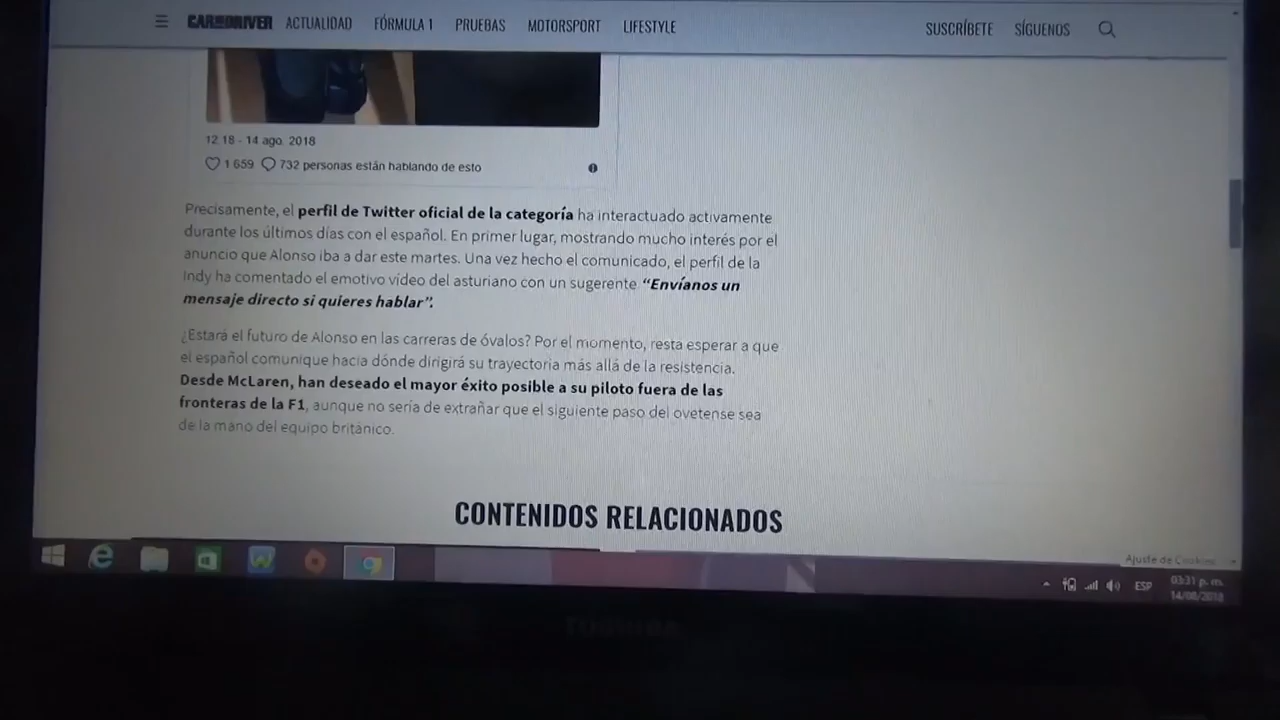 CAR AND DRIVER ACTUALIDAD FÓRMULA 1 PRUEBAS MOTORSPORT LIFESTYLE SUSCRÍBETE SÍGUENOS
12:18 - 14 ago. 2018
1 659 732 personas están hablando de esto
Precisamente, el perfil de Twitter oficial de la categoría ha interactuado activamente
durante los últimos días con el español. En primer lugar, mostrando mucho interés por el
anuncio que Alonso iba a dar este martes. Una vez hecho el comunicado, el perfil de la
Indy ha comentado el emotivo vídeo del asturiano con un sugerente “Envíanos un
mensaje directo si quieres hablar”.
¿Estará el futuro de Alonso en las carreras de óvalos? Por el momento, resta esperar a que
el español comunique hacia dónde dirigirá su trayectoria más allá de la resistencia.
Desde McLaren, han deseado el mayor éxito posible a su piloto fuera de las
fronteras de la F1, aunque no sería de extrañar que el siguiente paso del ovetense sea
de la mano del equipo británico.
CONTENIDOS RELACIONADOS
Ajuste de Cookies
ESP 03:31 p. m.
14/08/2018
TOSHIBA